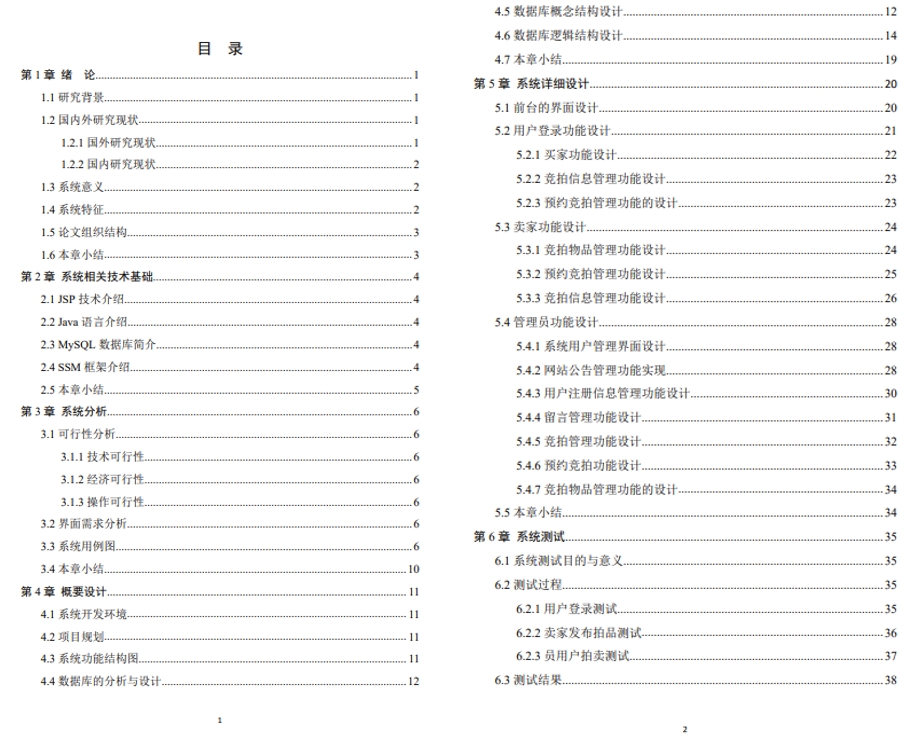 目 录
第 1 章 绪 论 1
1.1 研究背景 1
1.2 国内外研究现状 1
1.2.1 国外研究现状 1
1.2.2 国内研究现状 2
1.3 系统意义 2
1.4 系统特征 2
1.5 论文组织结构 3
1.6 本章小结 3
第 2 章 系统相关技术基础 4
2.1 JSP 技术介绍 4
2.2 Java 语言介绍 4
2.3 MySQL 数据库简介 4
2.4 SSM 框架介绍 4
2.5 本章小结 5
第 3 章 系统分析 6
3.1 可行性分析 6
3.1.1 技术可行性 6
3.1.2 经济可行性 6
3.1.3 操作可行性 6
3.2 界面需求分析 6
3.3 系统用例图 6
3.4 本章小结 10
第 4 章 概要设计 11
4.1 系统开发环境 11
4.2 项目规划 11
4.3 系统功能结构图 11
4.4 数据库的分析与设计 12
1
4.5 数据库概念结构设计 12
4.6 数据库逻辑结构设计 14
4.7 本章小结 19
第 5 章 系统详细设计 20
5.1 前台的界面设计 20
5.2 用户登录功能设计 21
5.2.1 买家功能设计 22
5.2.2 竞拍信息管理功能设计 23
5.2.3 预约竞拍管理功能的设计 23
5.3 卖家功能设计 24
5.3.1 竞拍物品管理功能设计 24
5.3.2 预约竞拍管理功能设计 25
5.3.3 竞拍信息管理功能设计 26
5.4 管理员功能设计 28
5.4.1 系统用户管理界面设计 28
5.4.2 网站公告管理功能实现 28
5.4.3 用户注册信息管理功能设计 30
5.4.4 留言管理功能设计 31
5.4.5 竞拍管理功能设计 32
5.4.6 预约竞拍功能设计 33
5.4.7 竞拍物品管理功能的设计 34
5.5 本章小结 34
第 6 章 系统测试 35
6.1 系统测试目的与意义 35
6.2 测试过程 35
6.2.1 用户登录测试 35
6.2.2 卖家发布拍品测试 36
6.2.3 员用户拍卖测试 37
6.3 测试结果 38
2